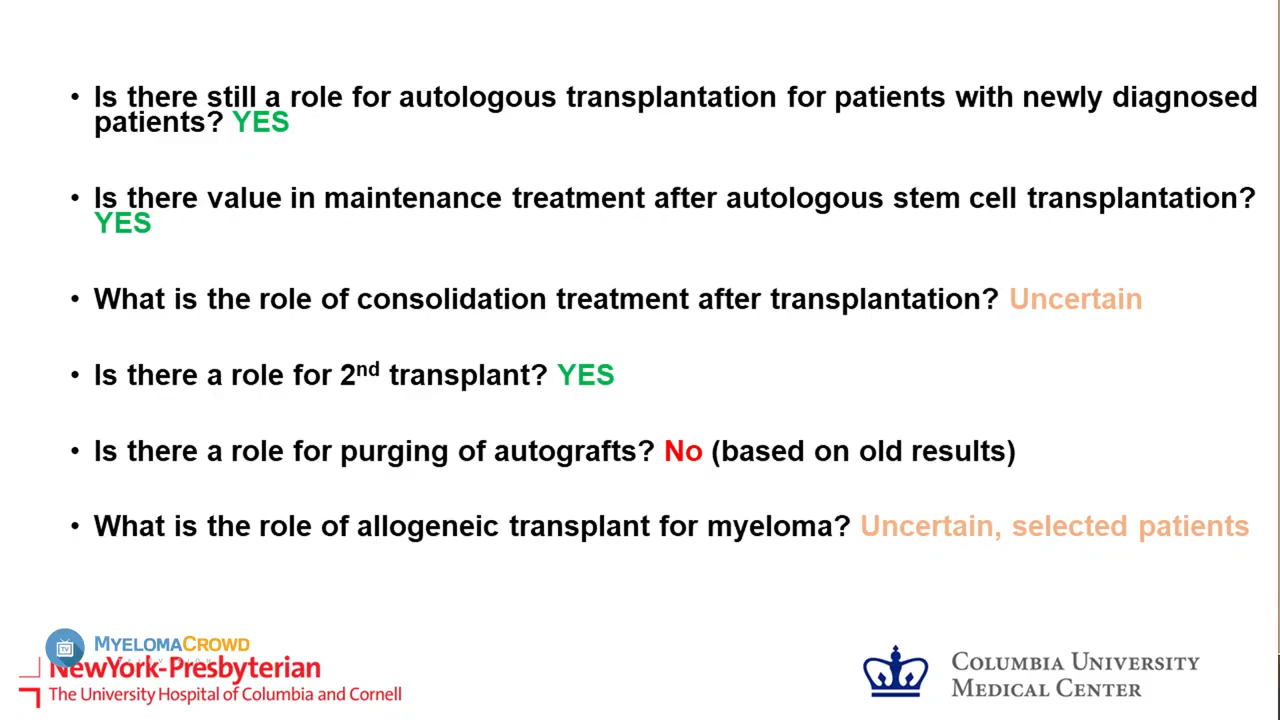 • Is there still a role for autologous transplantation for patients with newly diagnosed
patients? YES
• Is there value in maintenance treatment after autologous stem cell transplantation?
YES
• What is the role of consolidation treatment after transplantation? Uncertain
• Is there a role for 2nd transplant? YES
• Is there a role for purging of autografts? No (based on old results)
• What is the role of allogeneic transplant for myeloma? Uncertain, selected patients
MYELOMACROWD
TV
NewYork-Presbyterian
The University Hospital of Columbia and Cornell
COLUMBIA UNIVERSITY
MEDICAL CENTER